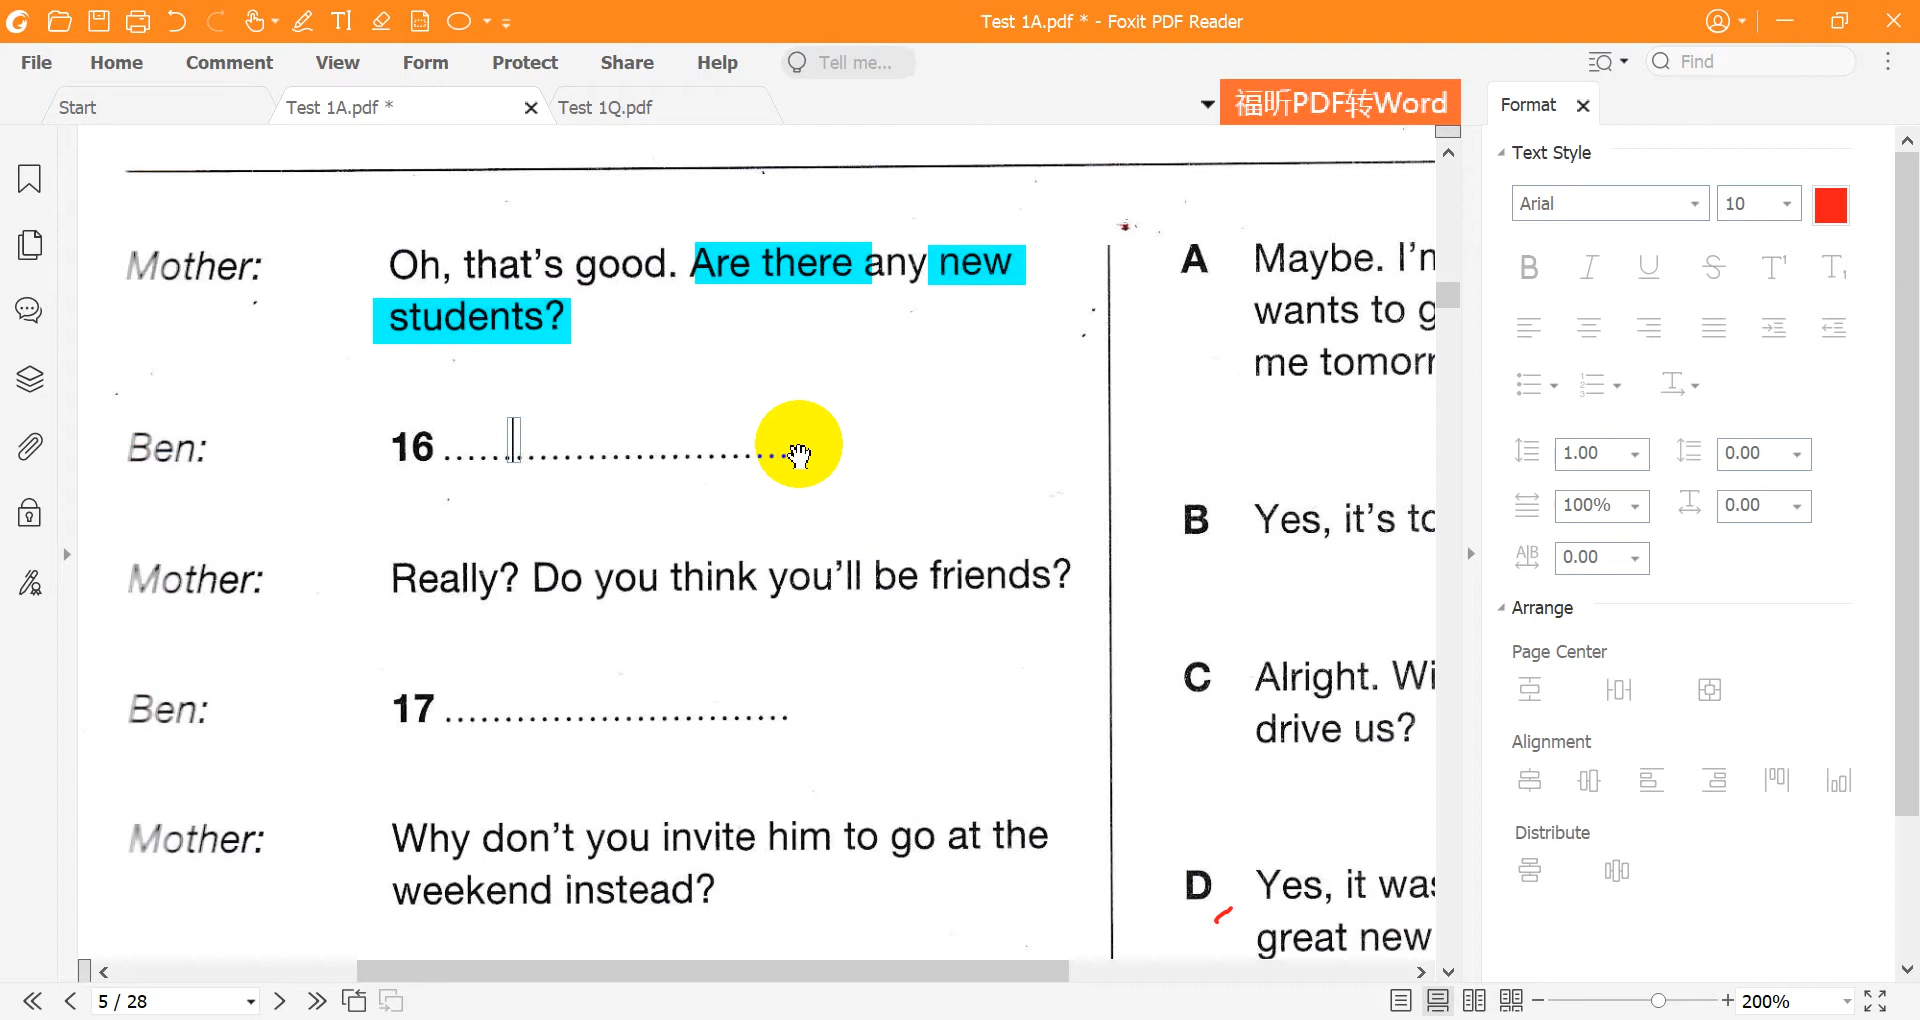 Test 1A.pdf * - Foxit PDF Reader
File Home Comment View Form Protect Share Help Tell me... Find
Start Test 1A.pdf * Test 1Q.pdf 福昕PDF转Word Format
Text Style
Arial 10
Mother: Oh, that's good. Are there any new
students?
Ben: 16 ..............................
Mother: Really? Do you think you'll be friends?
Ben: 17 ..............................
Mother: Why don't you invite him to go at the
weekend instead?
A Maybe. I'm
wants to g
me tomorr
B Yes, it's to
C Alright. Wi
drive us?
D Yes, it was
great new
1.00 0.00
100% 0.00
0.00
Arrange
Page Center
Alignment
Distribute
5 / 28
200%